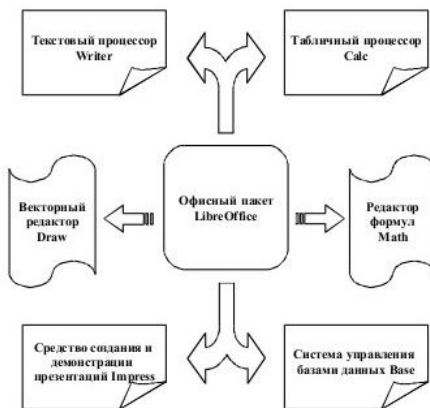 Текстовый процессор
Writer
Табличный процессор
Calc
Векторный
редактор
Draw
Офисный пакет
LibreOffice
Редактор
формул
Math
Средство создания и
демонстрации
презентаций Impress
Система управления
базами данных Base